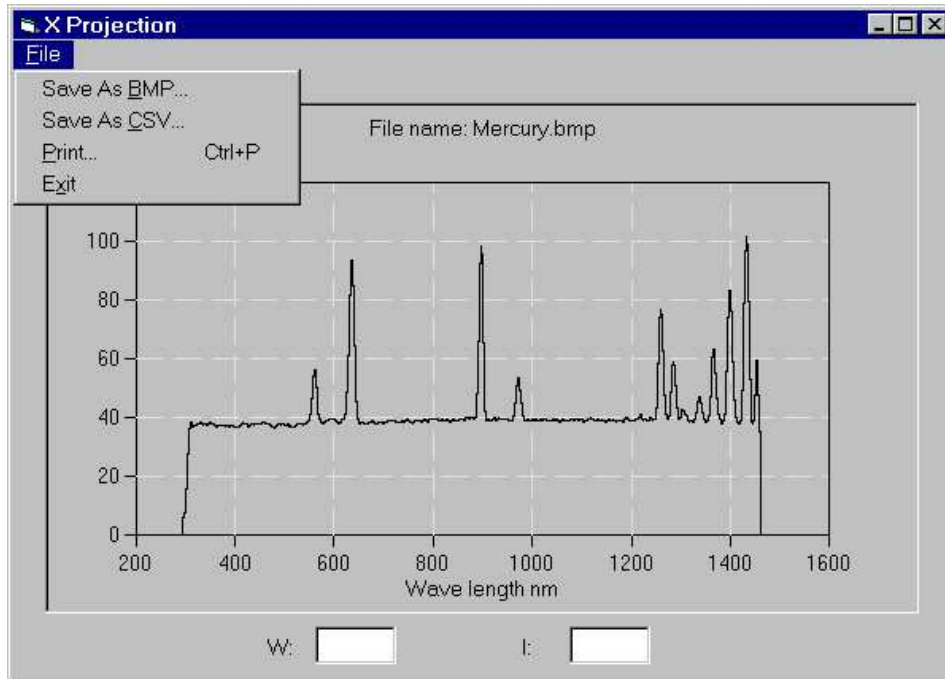 X Projection
File
Save As BMP...
Save As CSV...
Print... Ctrl+P
Exit
File name: Mercury.bmp
100
80
60
40
20
0
200 400 600 800 1000 1200 1400 1600
Wave length nm
W: I: